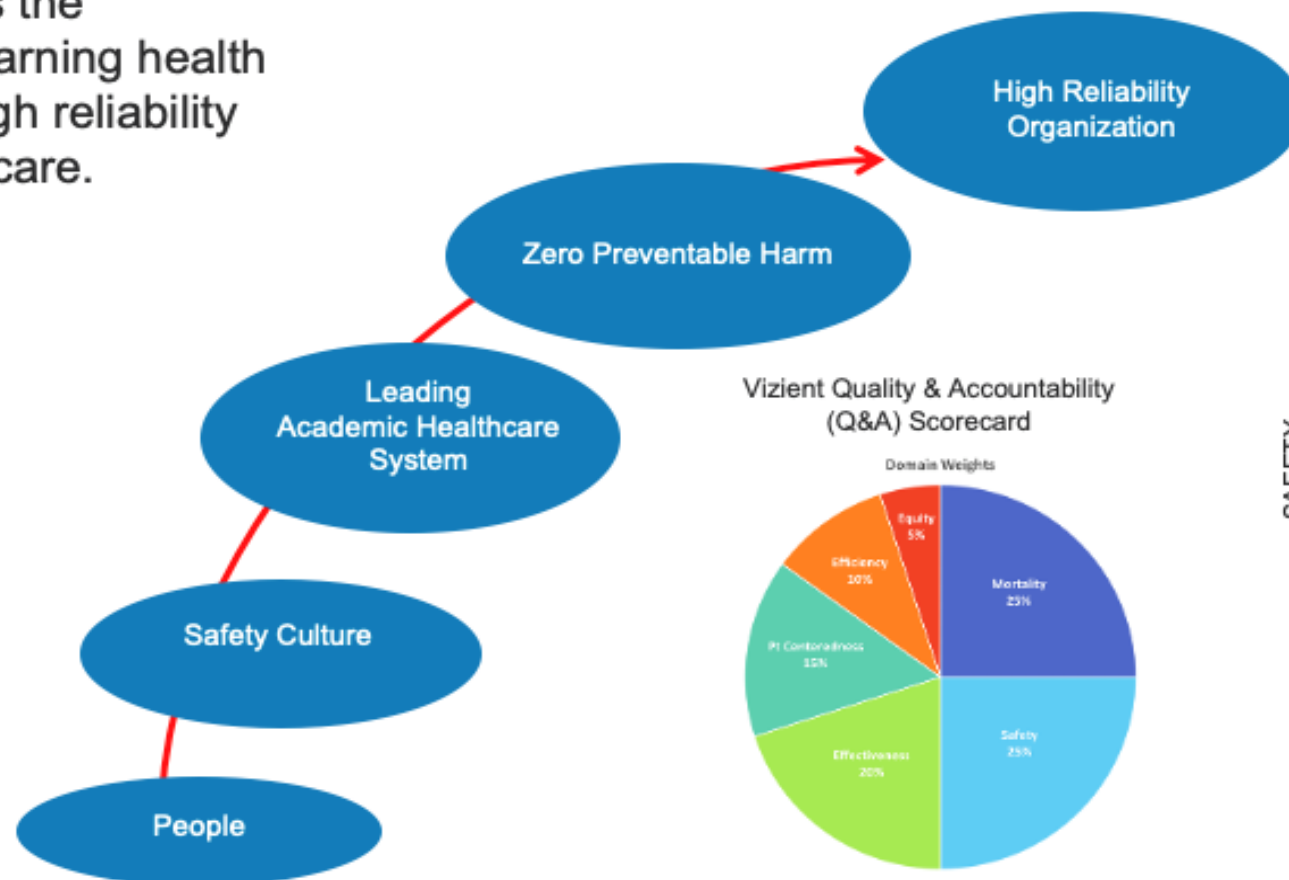 s the
arning health
gh reliability
care.
High Reliability
Organization
Zero Preventable Harm
Leading
Academic Healthcare
System
Safety Culture
People
Vizient Quality & Accountability
(Q&A) Scorecard
Domain Weights
Equity
5%
Efficiency
10%
Mortality
25%
Pt Centeredness
15%
Safety
25%
Effectiveness
20%
SAFETY